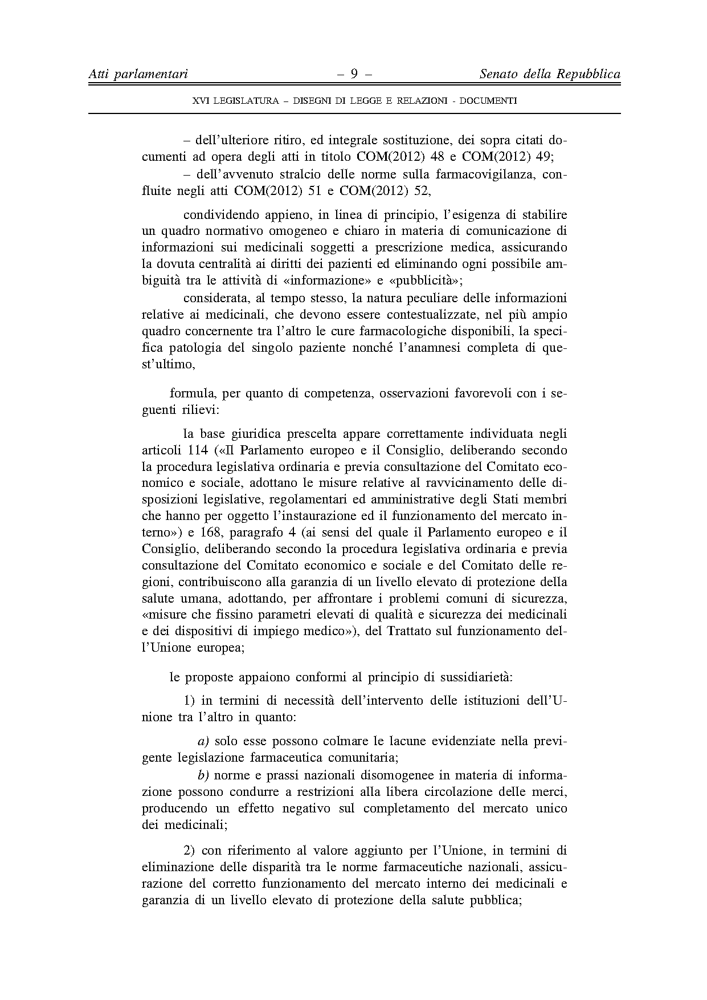 Atti parlamentari – 9 – Senato della Repubblica
XVI LEGISLATURA – DISEGNI DI LEGGE E RELAZIONI - DOCUMENTI
– dell’ulteriore ritiro, ed integrale sostituzione, dei sopra citati do-
cumenti ad opera degli atti in titolo COM(2012) 48 e COM(2012) 49;
– dell’avvenuto stralcio delle norme sulla farmacovigilanza, con-
fluite negli atti COM(2012) 51 e COM(2012) 52,
condividendo appieno, in linea di principio, l’esigenza di stabilire
un quadro normativo omogeneo e chiaro in materia di comunicazione di
informazioni sui medicinali soggetti a prescrizione medica, assicurando
la dovuta centralità ai diritti dei pazienti ed eliminando ogni possibile am-
biguità tra le attività di «informazione» e «pubblicità»;
considerata, al tempo stesso, la natura peculiare delle informazioni
relative ai medicinali, che devono essere contestualizzate, nel più ampio
quadro concernente tra l’altro le cure farmacologiche disponibili, la speci-
fica patologia del singolo paziente nonché l’anamnesi completa di que-
st’ultimo,
formula, per quanto di competenza, osservazioni favorevoli con i se-
guenti rilievi:
la base giuridica prescelta appare correttamente individuata negli
articoli 114 («Il Parlamento europeo e il Consiglio, deliberando secondo
la procedura legislativa ordinaria e previa consultazione del Comitato eco-
nomico e sociale, adottano le misure relative al ravvicinamento delle di-
sposizioni legislative, regolamentari ed amministrative degli Stati membri
che hanno per oggetto l’instaurazione ed il funzionamento del mercato in-
terno») e 168, paragrafo 4 (ai sensi del quale il Parlamento europeo e il
Consiglio, deliberando secondo la procedura legislativa ordinaria e previa
consultazione del Comitato economico e sociale e del Comitato delle re-
gioni, contribuiscono alla garanzia di un livello elevato di protezione della
salute umana, adottando, per affrontare i problemi comuni di sicurezza,
«misure che fissino parametri elevati di qualità e sicurezza dei medicinali
e dei dispositivi di impiego medico»), del Trattato sul funzionamento del-
l’Unione europea;
le proposte appaiono conformi al principio di sussidiarietà:
1) in termini di necessità dell’intervento delle istituzioni dell’U-
nione tra l’altro in quanto:
a) solo esse possono colmare le lacune evidenziate nella previ-
gente legislazione farmaceutica comunitaria;
b) norme e prassi nazionali disomogenee in materia di informa-
zione possono condurre a restrizioni alla libera circolazione delle merci,
producendo un effetto negativo sul completamento del mercato unico
dei medicinali;
2) con riferimento al valore aggiunto per l’Unione, in termini di
eliminazione delle disparità tra le norme farmaceutiche nazionali, assicu-
razione del corretto funzionamento del mercato interno dei medicinali e
garanzia di un livello elevato di protezione della salute pubblica;